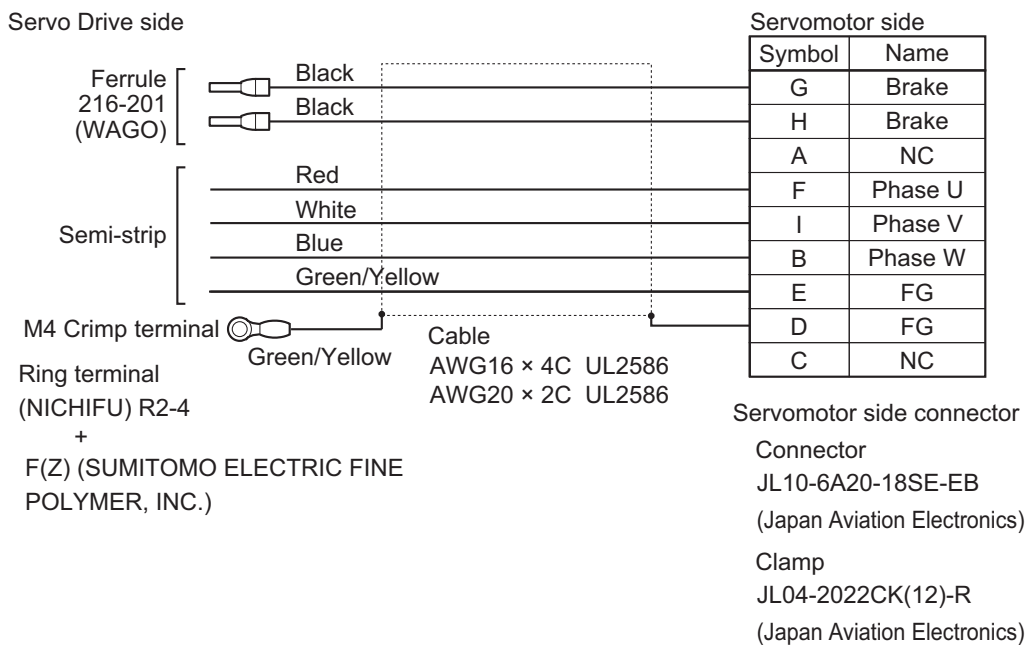 Servo Drive side
Servomotor side
Symbol Name
Ferrule
216-201
(WAGO)
Black
G Brake
Black
H Brake
A NC
Semi-strip
Red
F Phase U
White
I Phase V
Blue
B Phase W
Green/Yellow
E FG
M4 Crimp terminal
Green/Yellow
D FG
C NC
Ring terminal
(NICHIFU) R2-4
+
F(Z) (SUMITOMO ELECTRIC FINE
POLYMER, INC.)
Cable
AWG16 × 4C UL2586
AWG20 × 2C UL2586
Servomotor side connector
Connector
JL10-6A20-18SE-EB
(Japan Aviation Electronics)
Clamp
JL04-2022CK(12)-R
(Japan Aviation Electronics)